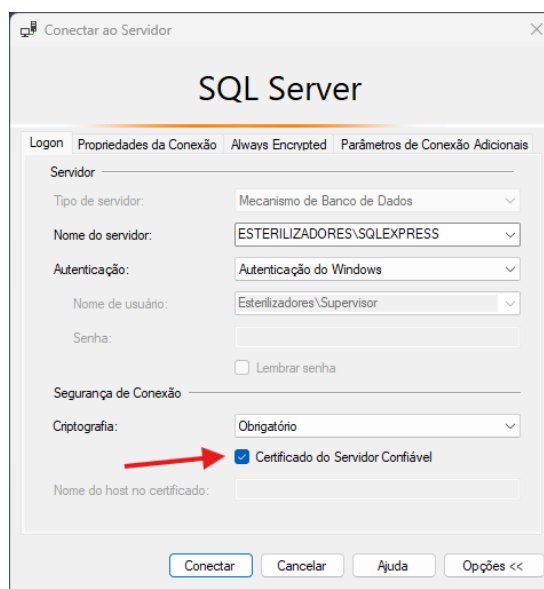 Conectar ao Servidor
SQL Server
Logon Propriedades da Conexão Always Encrypted Parâmetros de Conexão Adicionais
Servidor
Tipo de servidor: Mecanismo de Banco de Dados
Nome do servidor: ESTERILIZADORES\SQLEXPRESS
Autenticação: Autenticação do Windows
Nome de usuário: Esterilizadores\Supervisor
Senha:
Lembrar senha
Segurança de Conexão
Criptografia: Obrigatório
Certificado do Servidor Confiável
Nome do host no certificado:
Conectar Cancelar Ajuda Opções <<